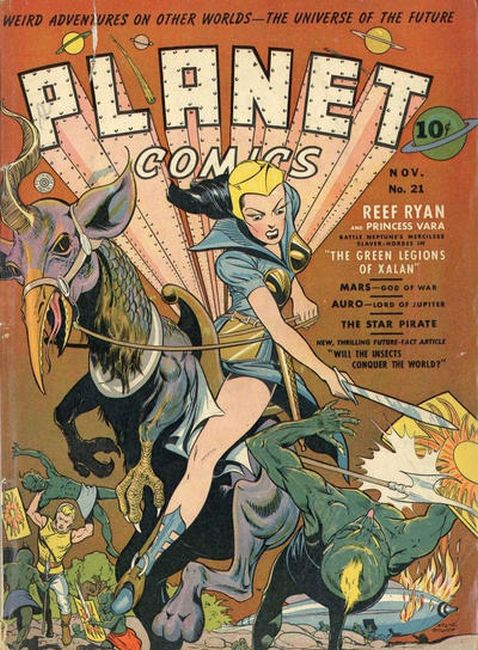 WEIRD ADVENTURES ON OTHER WORLDS—THE UNIVERSE OF THE FUTURE
PLANET
COMICS
10¢
NOV.
No. 21
REEF RYAN
AND PRINCESS VARA
BATTLE NEPTUNE'S MERCILESS
SLAVER-HORDES IN
"THE GREEN LEGIONS
OF XALAN"
MARS—GOD OF WAR
AURO—LORD OF JUPITER
THE STAR PIRATE
NEW, THRILLING FUTURE-FACT ARTICLE
"WILL THE INSECTS
CONQUER THE WORLD?"